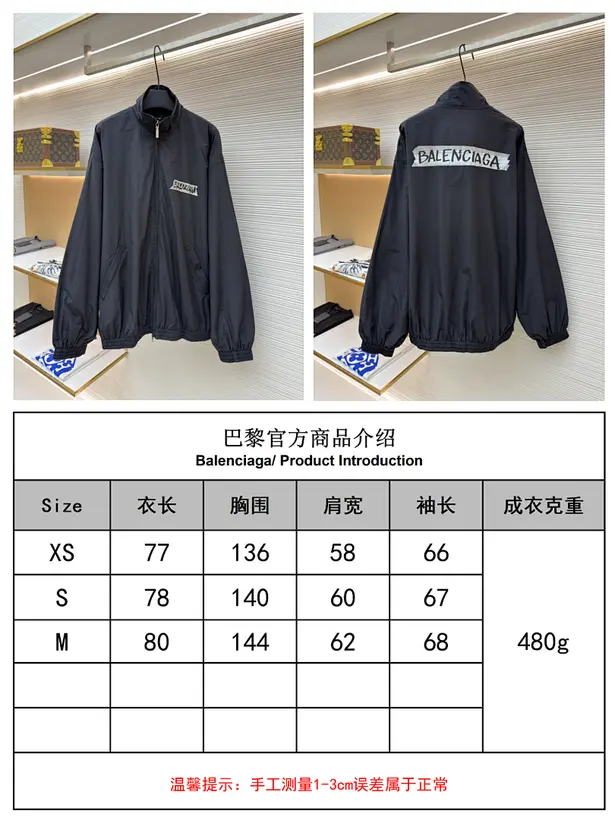 BALENCIAGA
BALENCIAGA
巴黎官方商品介绍
Balenciaga/ Product Introduction
Size 衣长 胸围 肩宽 袖长 成衣克重
XS 77 136 58 66
S 78 140 60 67
M 80 144 62 68
480g
温馨提示：手工测量1-3cm误差属于正常